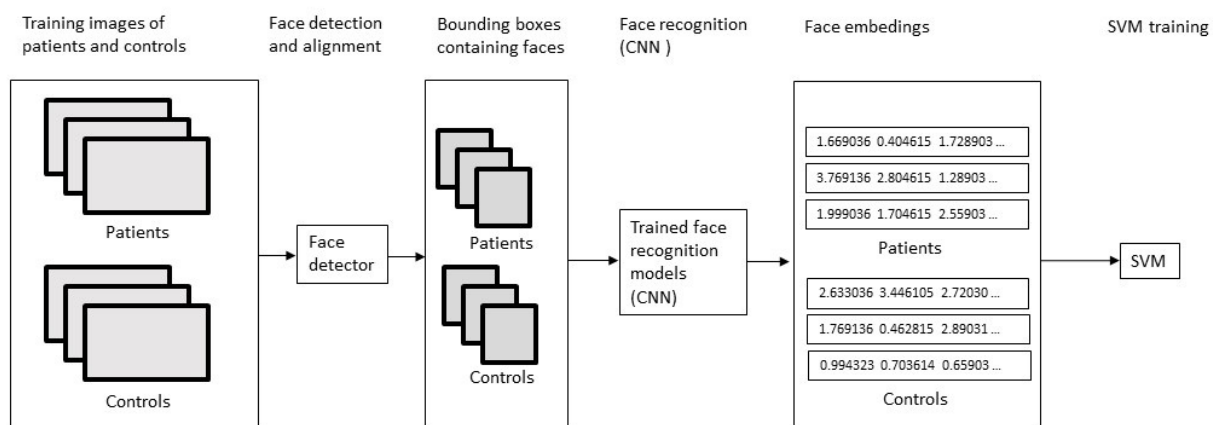 Training images of
patients and controls
Face detection
and alignment
Bounding boxes
containing faces
Face recognition
(CNN )
Face embedings
SVM training
Patients
Controls
Face
detector
Patients
Controls
Trained face
recognition
models
(CNN)
1.669036 0.404615 1.728903 ...
3.769136 2.804615 1.28903 ...
1.999036 1.704615 2.55903 ...
Patients
2.633036 3.446105 2.72030 ...
1.769136 0.462815 2.89031 ...
0.994323 0.703614 0.65903 ...
Controls
SVM